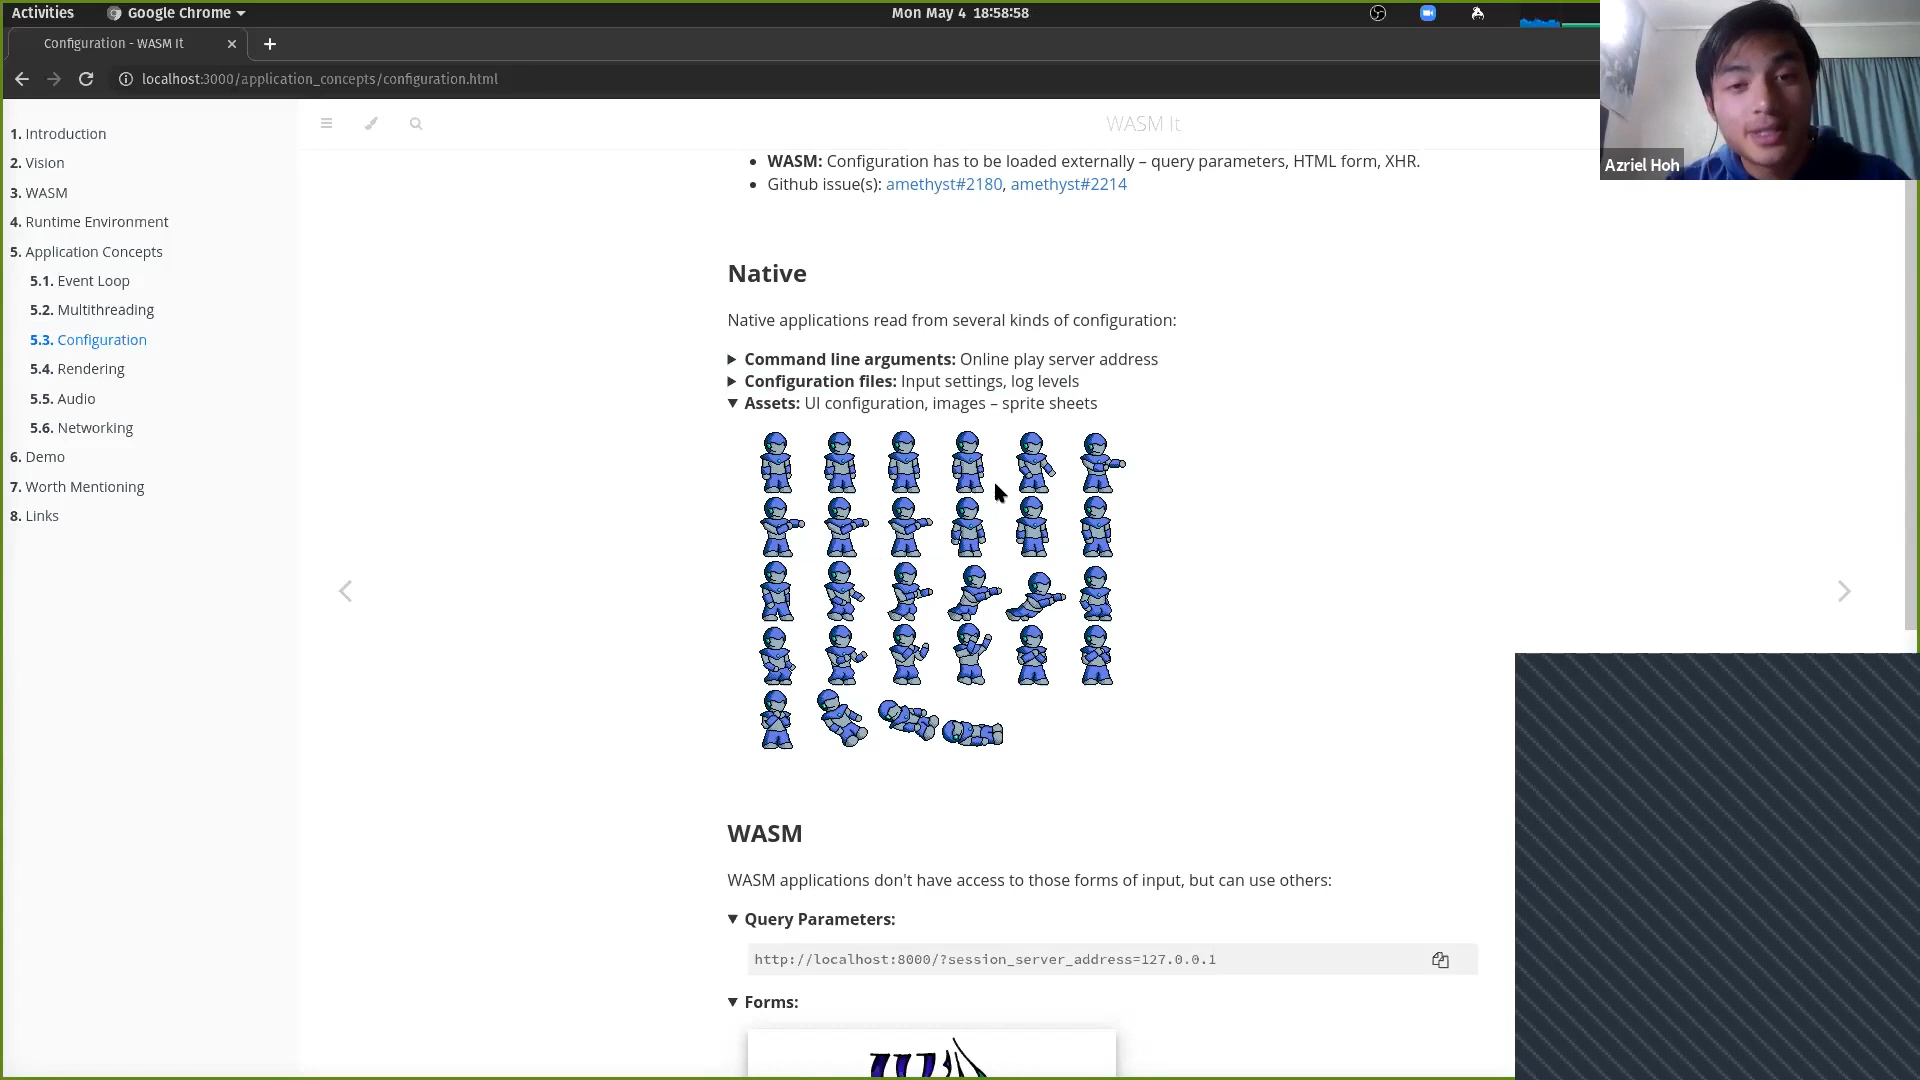 Activities
Google Chrome
Mon May 4 18:58:58
Configuration - WASM It
localhost:3000/application_concepts/configuration.html
Azriel Hoh
1. Introduction
2. Vision
3. WASM
4. Runtime Environment
5. Application Concepts
5.1. Event Loop
5.2. Multithreading
5.3. Configuration
5.4. Rendering
5.5. Audio
5.6. Networking
6. Demo
7. Worth Mentioning
8. Links
WASM It
WASM: Configuration has to be loaded externally – query parameters, HTML form, XHR.
Github issue(s): amethyst#2180, amethyst#2214
Native
Native applications read from several kinds of configuration:
Command line arguments: Online play server address
Configuration files: Input settings, log levels
Assets: UI configuration, images – sprite sheets
WASM
WASM applications don't have access to those forms of input, but can use others:
Query Parameters:
http://localhost:8000/?session_server_address=127.0.0.1
Forms: